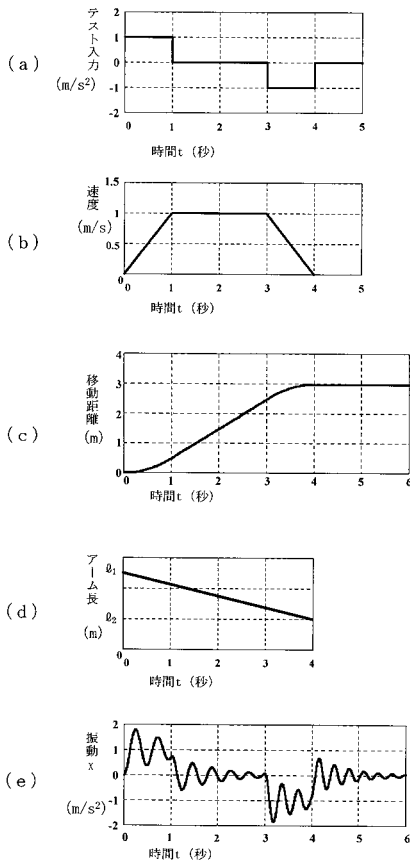 (a)
テスト入力
(m/s²)
2
1
0
-1
-2
0 1 2 3 4 5
時間t (秒)
(b)
速度
(m/s)
1.5
1
0.5
0
0 1 2 3 4 5
時間t (秒)
(c)
移動距離
(m)
4
3
2
1
0
0 1 2 3 4 5 6
時間t (秒)
(d)
アーム長
(m)
ℓ₁
ℓ₂
0 1 2 3 4
時間t (秒)
(e)
振動x
(m/s²)
2
1
0
-1
-2
0 1 2 3 4 5 6
時間t (秒)